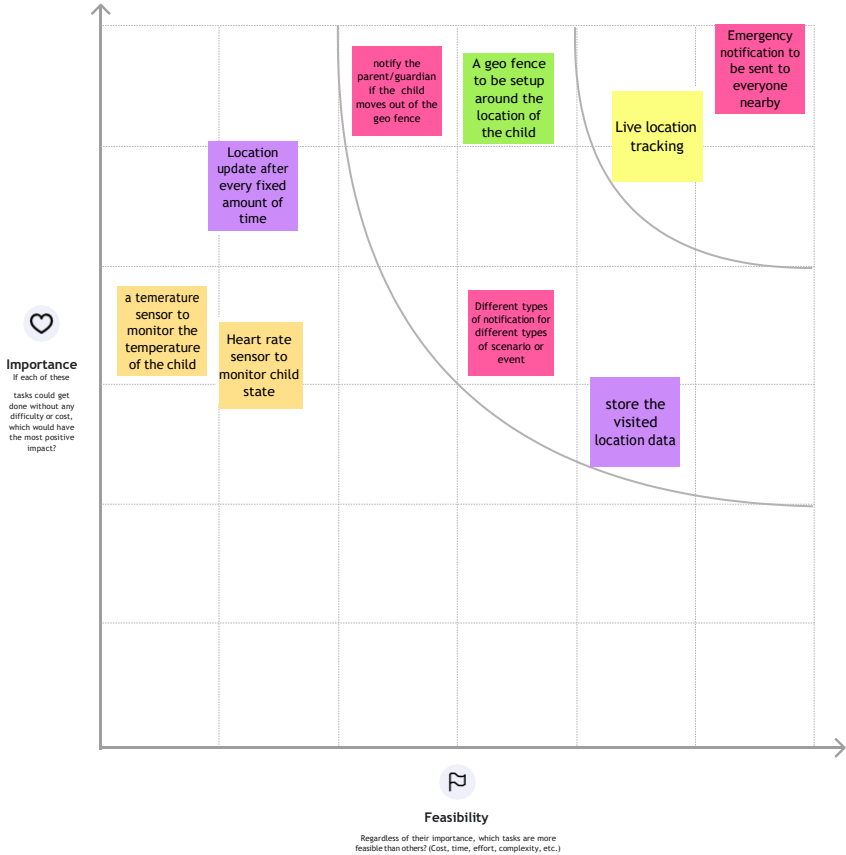 Emergency
notification to
be sent to
everyone
nearby
notify the
parent/guardian
if the child
moves out of the
geo fence
A geo fence
to be setup
around the
location of
the child
Live location
tracking
Location
update after
every fixed
amount of
time
a temerature
sensor to
monitor the
temperature
of the child
Heart rate
sensor to
monitor child
state
Different types
of notification for
different types
of scenario or
event
store the
visited
location data
Importance
If each of these
tasks could get
done without any
difficulty or cost,
which would have
the most positive
impact?
Feasibility
Regardless of their importance, which tasks are more
feasible than others? (Cost, time, effort, complexity, etc.)